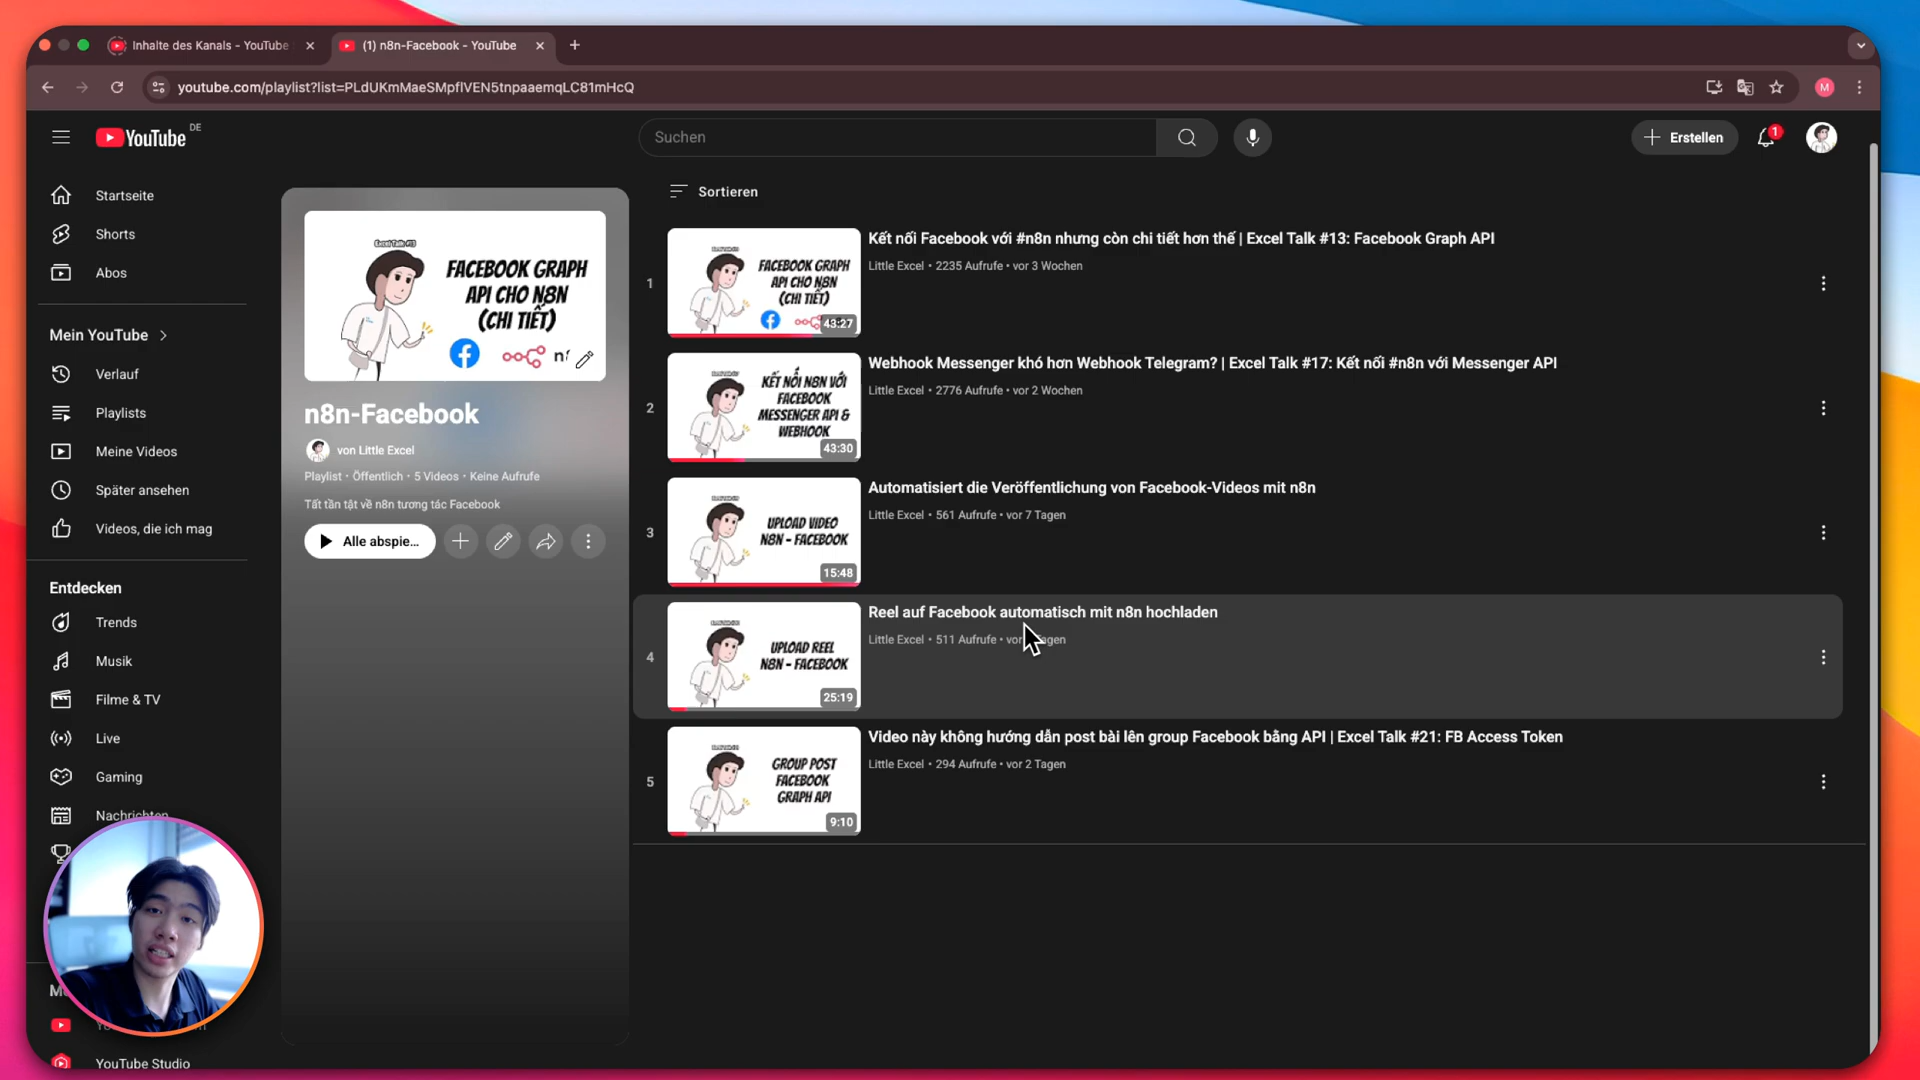 Inhalte des Kanals - YouTube
(1) n8n-Facebook - YouTube
youtube.com/playlist?list=PLdUKmMaeSMpflVEN5tnpaaemqLC81mHcQ
M
YouTube DE
Suchen
Erstellen
1
Startseite
Shorts
Abos
Mein YouTube
Verlauf
Playlists
Meine Videos
Später ansehen
Videos, die ich mag
Entdecken
Trends
Musik
Filme & TV
Live
Gaming
Nachrichten
YouTube Studio
Excel Talk #13
FACEBOOK GRAPH
API CHO N8N
(CHI TIẾT)
n8n-Facebook
von Little Excel
Playlist • Öffentlich • 5 Videos • Keine Aufrufe
Tất tần tật về n8n tương tác Facebook
Alle abspie...
Sortieren
1
FACEBOOK GRAPH
API CHO N8N
(CHI TIẾT)
43:27
Kết nối Facebook với #n8n nhưng còn chi tiết hơn thế | Excel Talk #13: Facebook Graph API
Little Excel • 2235 Aufrufe • vor 3 Wochen
2
KẾT NỐI N8N VỚI
FACEBOOK
MESSENGER API &
WEBHOOK
43:30
Webhook Messenger khó hơn Webhook Telegram? | Excel Talk #17: Kết nối #n8n với Messenger API
Little Excel • 2776 Aufrufe • vor 2 Wochen
3
UPLOAD VIDEO
N8N - FACEBOOK
15:48
Automatisiert die Veröffentlichung von Facebook-Videos mit n8n
Little Excel • 561 Aufrufe • vor 7 Tagen
4
UPLOAD REEL
N8N - FACEBOOK
25:19
Reel auf Facebook automatisch mit n8n hochladen
Little Excel • 511 Aufrufe • vor Tagen
5
GROUP POST
FACEBOOK
GRAPH API
9:10
Video này không hướng dẫn post bài lên group Facebook bằng API | Excel Talk #21: FB Access Token
Little Excel • 294 Aufrufe • vor 2 Tagen